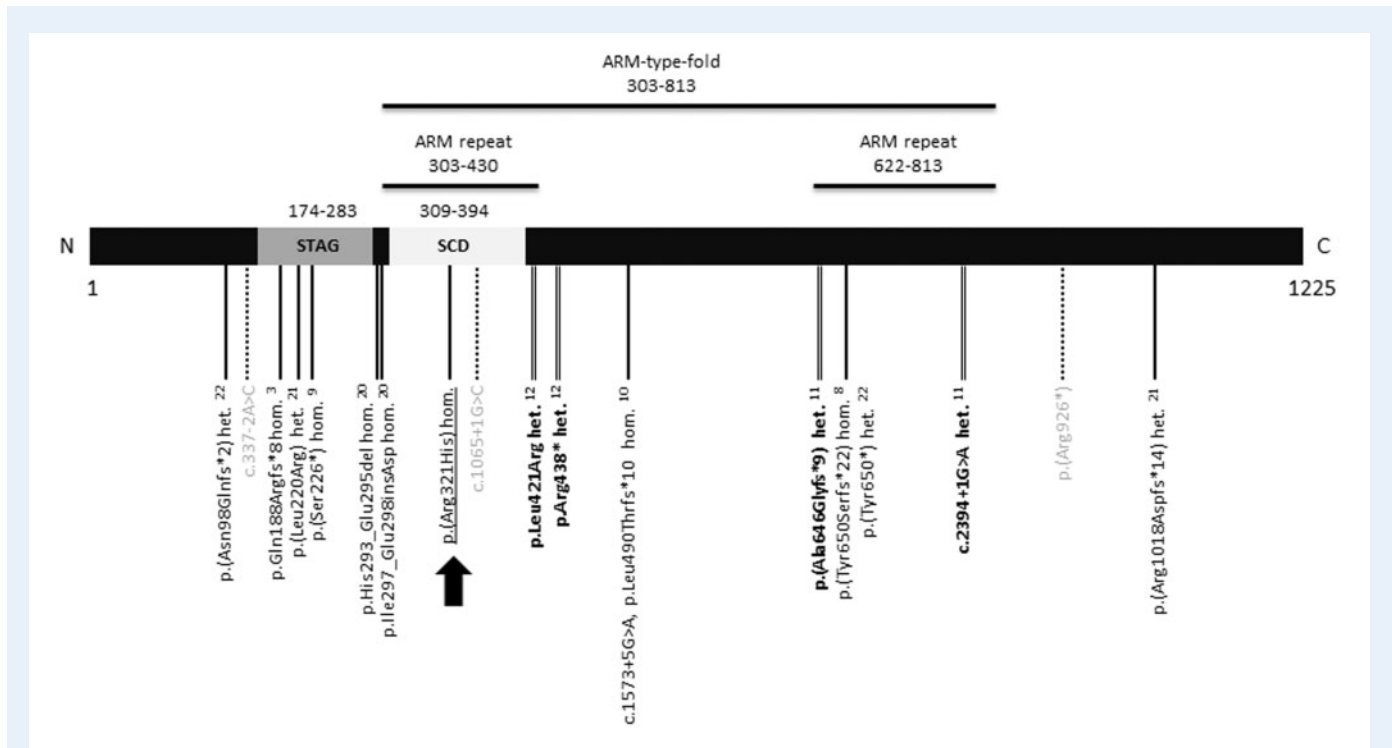 ARM-type-fold
303-813
ARM repeat
303-430
ARM repeat
622-813
174-283
309-394
N
STAG
SCD
C
1
1225
p.(Asn98Glnfs*2) het. 22
c.337-2A>C
p.Gln188Argfs*8 hom. 3
p.(Leu220Arg) het. 21
p.(Ser226*) hom. 9
p.His293_Glu295del hom. 20
p.Ile297_Glu298insAsp hom. 20
p.(Arg321His) hom.
c.1065+1G>C
p.Leu421Arg het. 12
p.Arg438* het. 12
c.1573+5G>A, p.Leu490Thrfs*10 hom. 10
p.(Ala646Glyfs*9) het. 11
p.(Tyr650Serfs*22) hom. 8
p.(Tyr650*) het. 22
c.2394+1G>A het. 11
p.(Arg926*)
p.(Arg1018Aspfs*14) het. 21